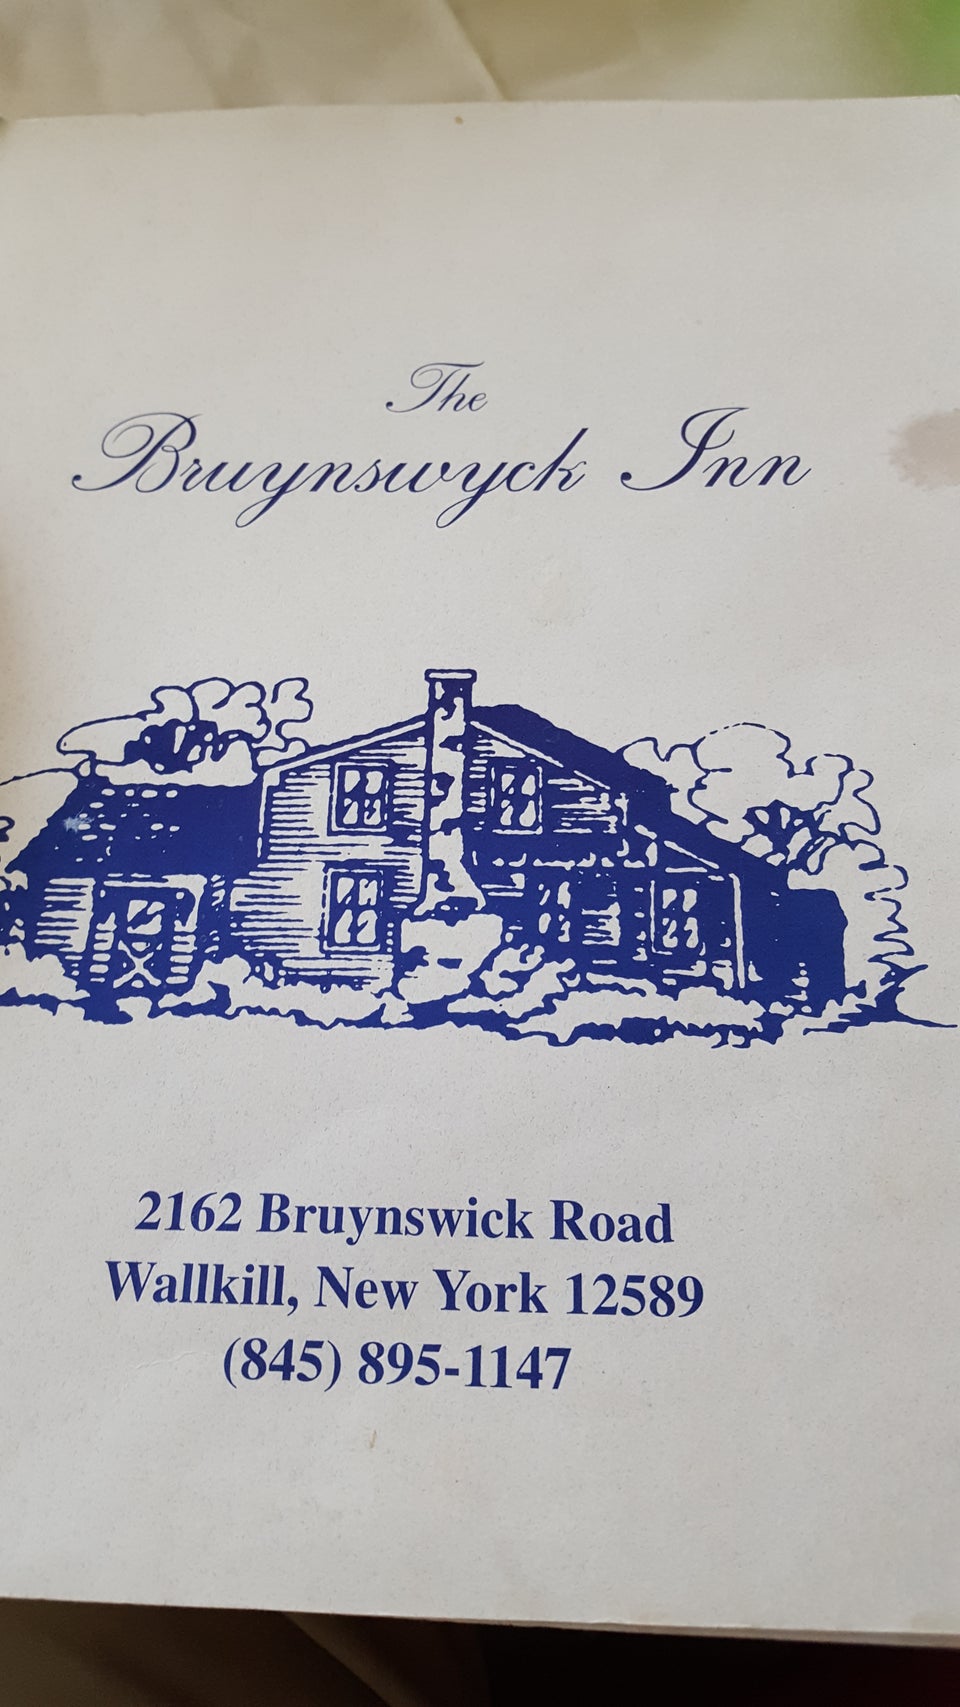 The
Bruynswyck Inn
2162 Bruynswick Road
Wallkill, New York 12589
(845) 895-1147